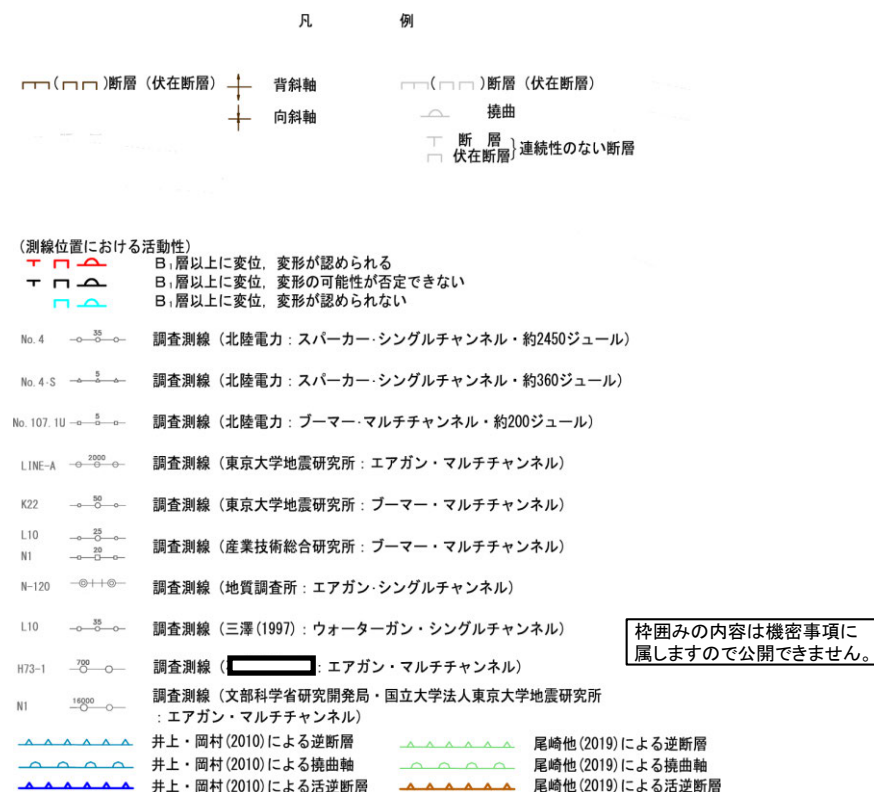 凡 例
(  )断層（伏在断層） 背斜軸 (  )断層（伏在断層）
向斜軸 撓曲
断 層
伏在断層
}連続性のない断層
（測線位置における活動性）
B₁層以上に変位，変形が認められる
B₁層以上に変位，変形の可能性が否定できない
B₁層以上に変位，変形が認められない
No.4 35 調査測線（北陸電力：スパーカー・シングルチャンネル・約2450ジュール）
No.4-S 5 調査測線（北陸電力：スパーカー・シングルチャンネル・約360ジュール）
No.107.1U 5 調査測線（北陸電力：ブーマー・マルチチャンネル・約200ジュール）
LINE-A 2000 調査測線（東京大学地震研究所：エアガン・マルチチャンネル）
K22 50 調査測線（東京大学地震研究所：ブーマー・マルチチャンネル）
L10 25
N1 20 調査測線（産業技術総合研究所：ブーマー・マルチチャンネル）
N-120 調査測線（地質調査所：エアガン・シングルチャンネル）
L10 35 調査測線（三澤(1997)：ウォーターガン・シングルチャンネル）
枠囲みの内容は機密事項に
属しますので公開できません。
H73-1 700 調査測線（ ：エアガン・マルチチャンネル）
N1 16000 調査測線（文部科学省研究開発局・国立大学法人東京大学地震研究所
：エアガン・マルチチャンネル）
井上・岡村(2010)による逆断層 尾崎他(2019)による逆断層
井上・岡村(2010)による撓曲軸 尾崎他(2019)による撓曲軸
井上・岡村(2010)による活逆断層 尾崎他(2019)による活逆断層